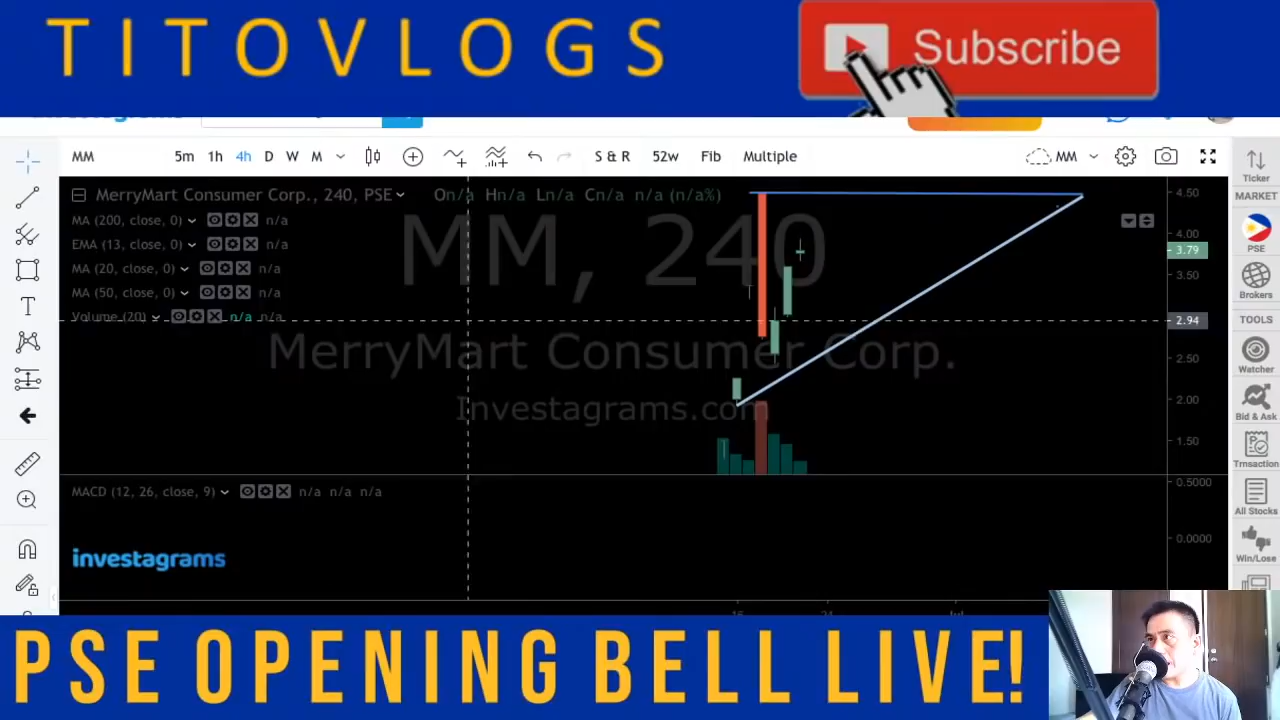 TITOVLOGS
Subscribe
MM
5m 1h 4h D W M
S & R
52w
Fib
Multiple
MM
Ticker
MARKET
PSE
Brokers
TOOLS
Watcher
Bid & Ask
Trnsaction
All Stocks
Win/Lose
MerryMart Consumer Corp., 240, PSE
On/a Hn/a Ln/a Cn/a n/a (n/a%)
MA (200, close, 0) n/a
EMA (13, close, 0) n/a
MA (20, close, 0) n/a
MA (50, close, 0) n/a
Volume (20) n/a n/a
MM, 240
MerryMart Consumer Corp.
Investagrams.com
4.50
4.00
3.79
3.50
2.94
2.50
2.00
1.50
0.5000
0.0000
MACD (12, 26, close, 9) n/a n/a n/a
investagrams
PSE OPENING BELL LIVE!